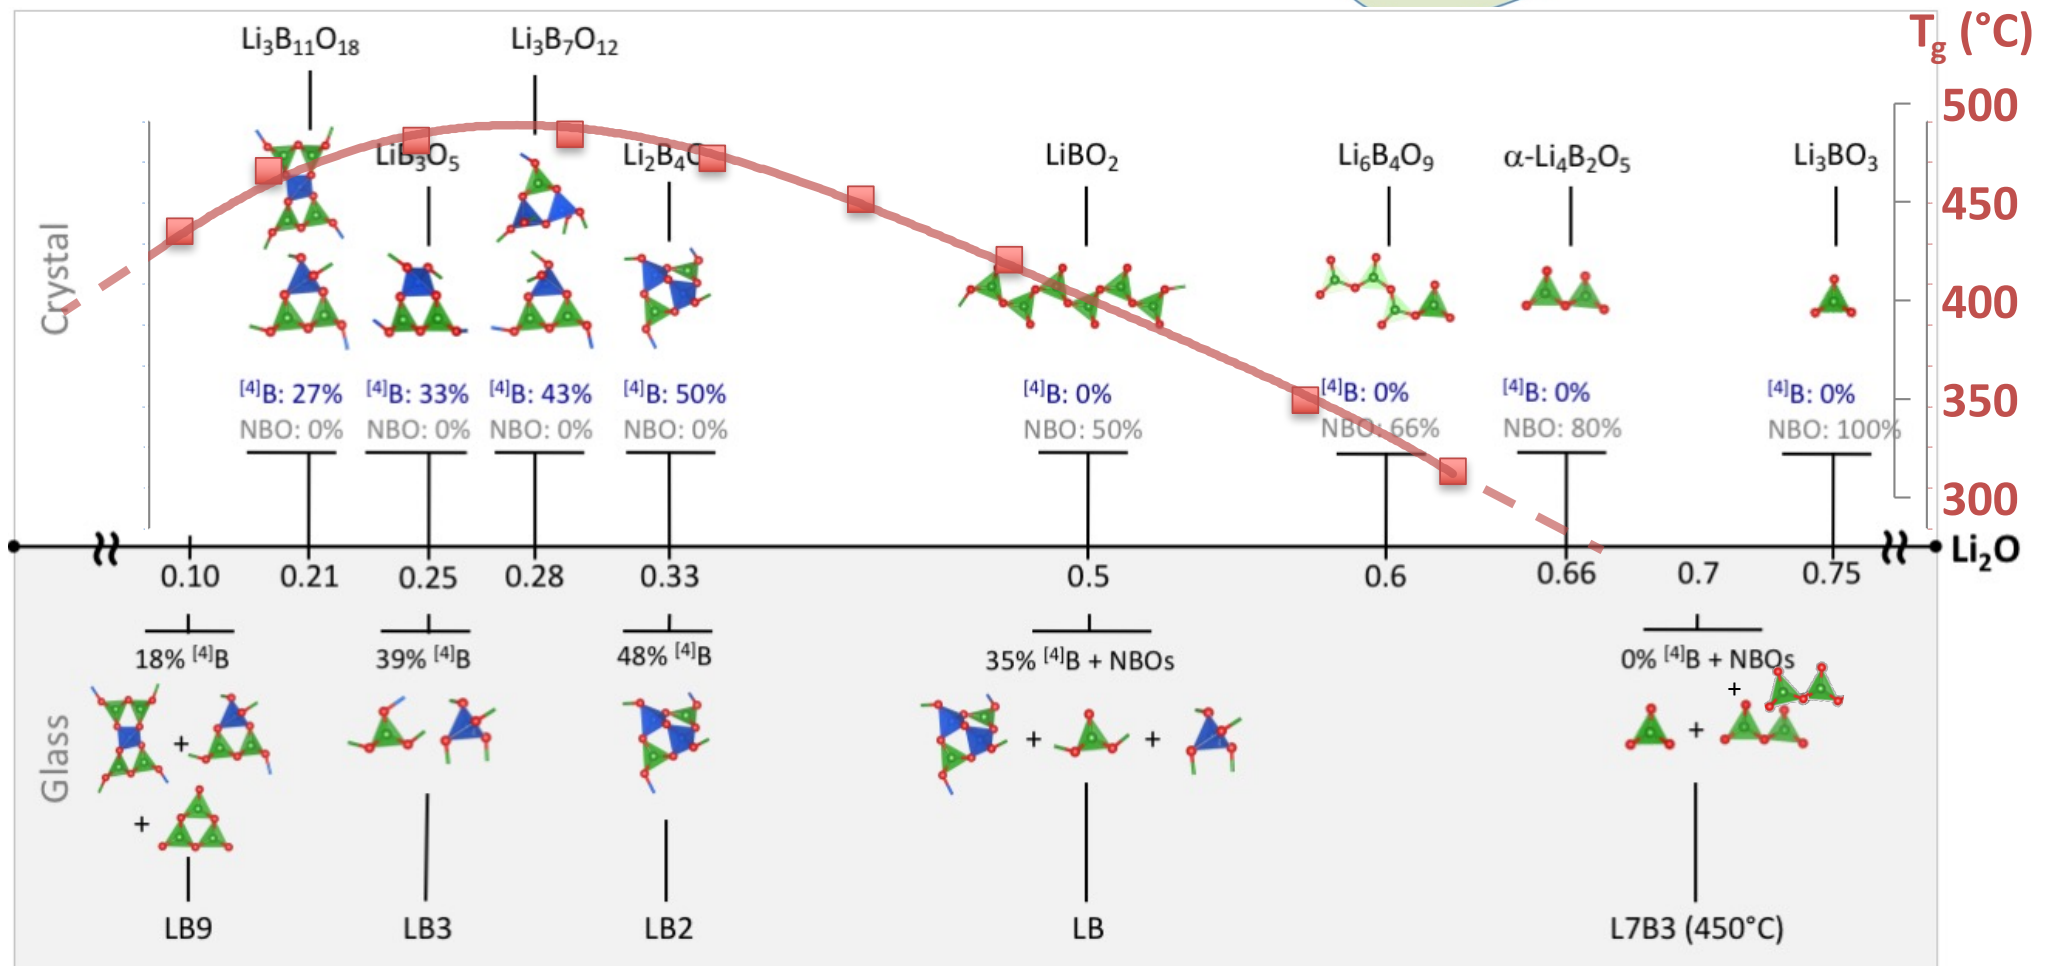 Li₃B₁₁O₁₈ Li₃B₇O₁₂ T_g (°C)
500
LiB₃O₅ Li₂B₄O LiBO₂ Li₆B₄O₉ α-Li₄B₂O₅ Li₃BO₃
450
Crystal
400
350
[4]B: 27% [4]B: 33% [4]B: 43% [4]B: 50% [4]B: 0% [4]B: 0% [4]B: 0% [4]B: 0%
NBO: 0% NBO: 0% NBO: 0% NBO: 0% NBO: 50% NBO: 66% NBO: 80% NBO: 100%
300
Li₂O
0.10 0.21 0.25 0.28 0.33 0.5 0.6 0.66 0.7 0.75
18% [4]B 39% [4]B 48% [4]B 35% [4]B + NBOs 0% [4]B + NBOs
+
+ + + +
Glass
+
LB9 LB3 LB2 LB L7B3 (450°C)